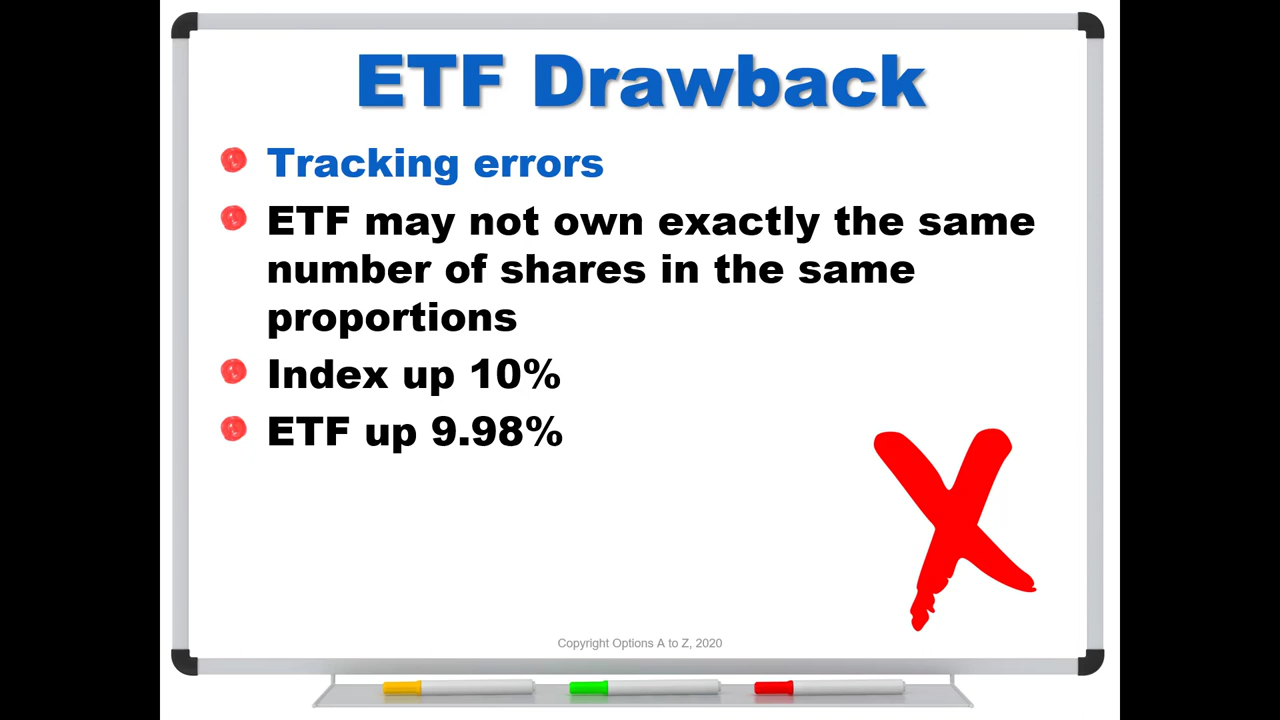 ETF Drawback
Tracking errors
ETF may not own exactly the same
number of shares in the same
proportions
Index up 10%
ETF up 9.98%
Copyright Options A to Z, 2020